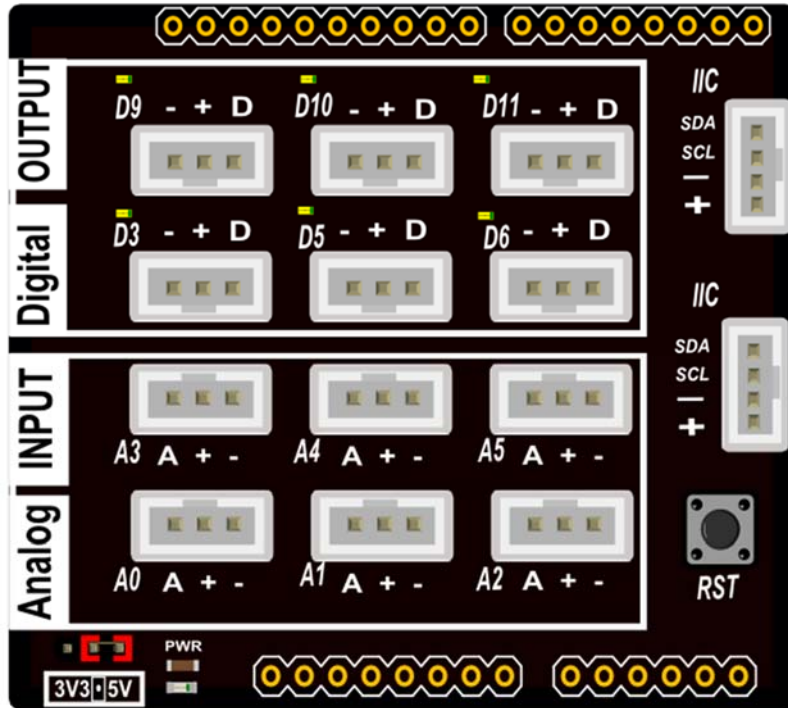 OUTPUT
Digital
D9 - + D
D10 - + D
D11 - + D
D3 - + D
D5 - + D
D6 - + D
IIC
SDA
SCL
—
+
IIC
SDA
SCL
—
+
INPUT
Analog
A3 A + -
A4 A + -
A5 A + -
A0 A + -
A1 A + -
A2 A + -
RST
PWR
3V3 5V